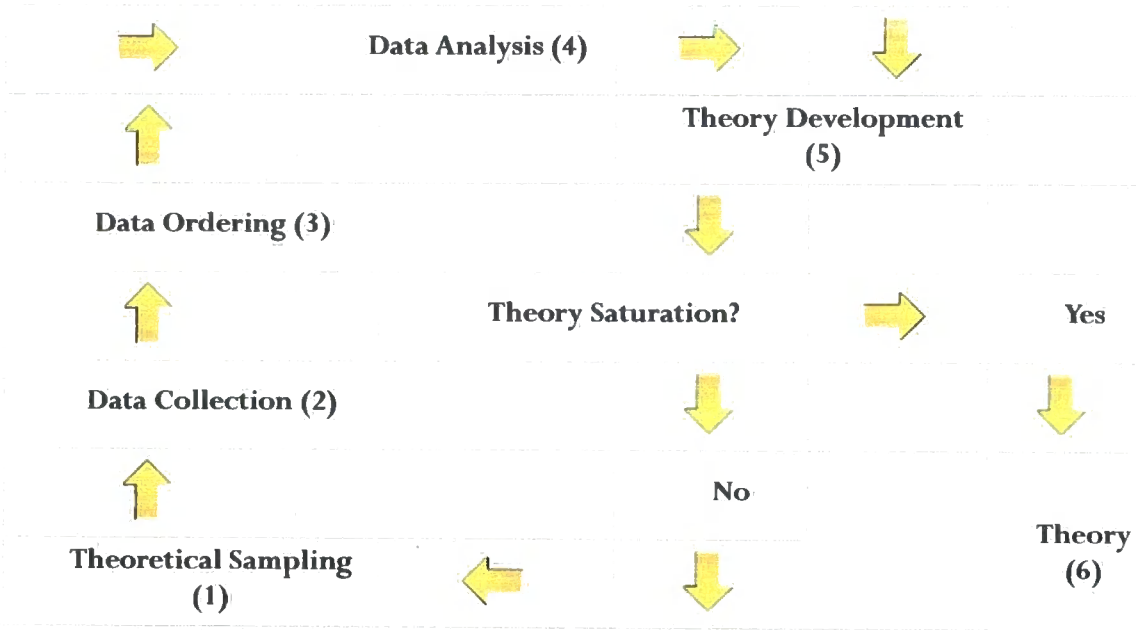 Data Analysis (4)
Theory Development
(5)
Data Ordering (3)
Theory Saturation?
Yes
Data Collection (2)
No
Theory
(6)
Theoretical Sampling
(1)